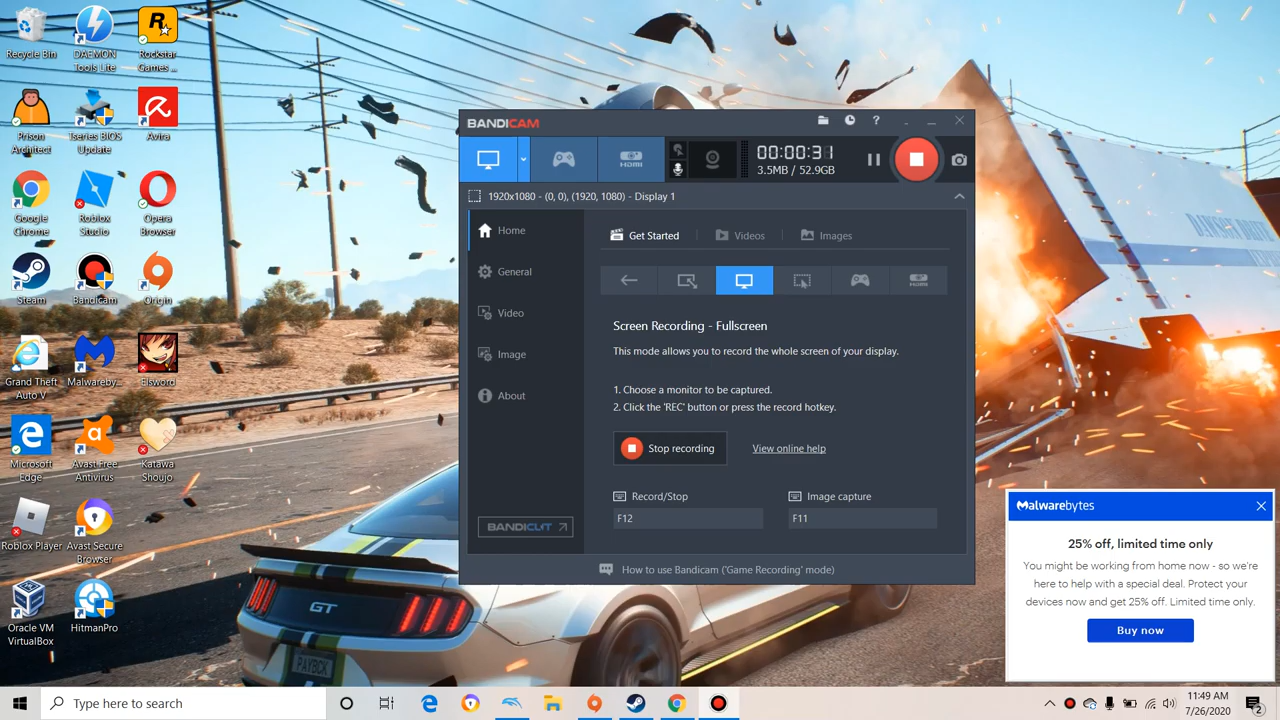 Recycle Bin
DAEMON
Tools Lite
Rockstar
Games ...
Prison
Architect
Tseries BIOS
Update
Avira
Google
Chrome
Roblox
Studio
Opera
Browser
Steam
Bandicam
Origin
Grand Theft
Auto V
Malwareby...
Elsword
Microsoft
Edge
Avast Free
Antivirus
Katawa
Shoujo
Roblox Player
Avast Secure
Browser
Oracle VM
VirtualBox
HitmanPro
BANDICAM
HDMI
00:00:31
3.5MB / 52.9GB
1920x1080 - (0, 0), (1920, 1080) - Display 1
Home
General
Video
Image
About
BANDICUT
Get Started
Videos
Images
HDMI
Screen Recording - Fullscreen
This mode allows you to record the whole screen of your display.
1. Choose a monitor to be captured.
2. Click the 'REC' button or press the record hotkey.
Stop recording
View online help
Record/Stop
Image capture
F12
F11
How to use Bandicam ('Game Recording' mode)
GT
PAYBCK
Malwarebytes
25% off, limited time only
You might be working from home now - so we're
here to help with a special deal. Protect your
devices now and get 25% off. Limited time only.
Buy now
Type here to search
11:49 AM
7/26/2020
2